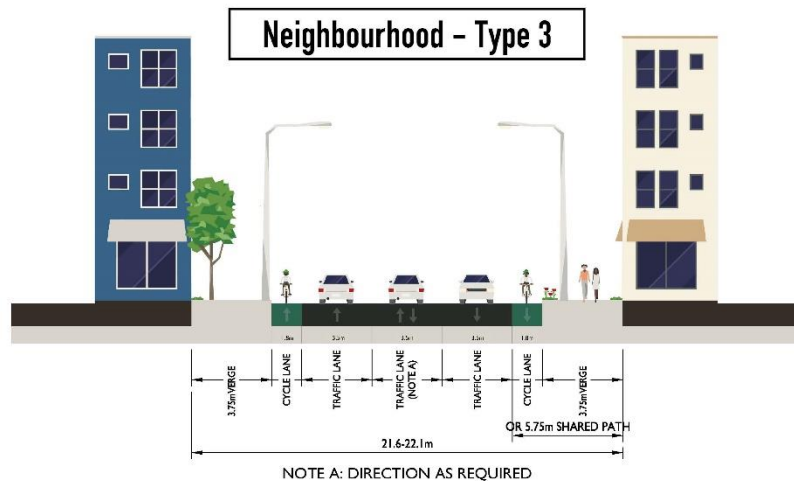 Neighbourhood – Type 3
3.75m VERGE
CYCLE LANE
TRAFFIC LANE
TRAFFIC LANE
(NOTE A)
TRAFFIC LANE
CYCLE LANE
3.75m VERGE
OR 5.75m SHARED PATH
21.6-22.1m
NOTE A: DIRECTION AS REQUIRED